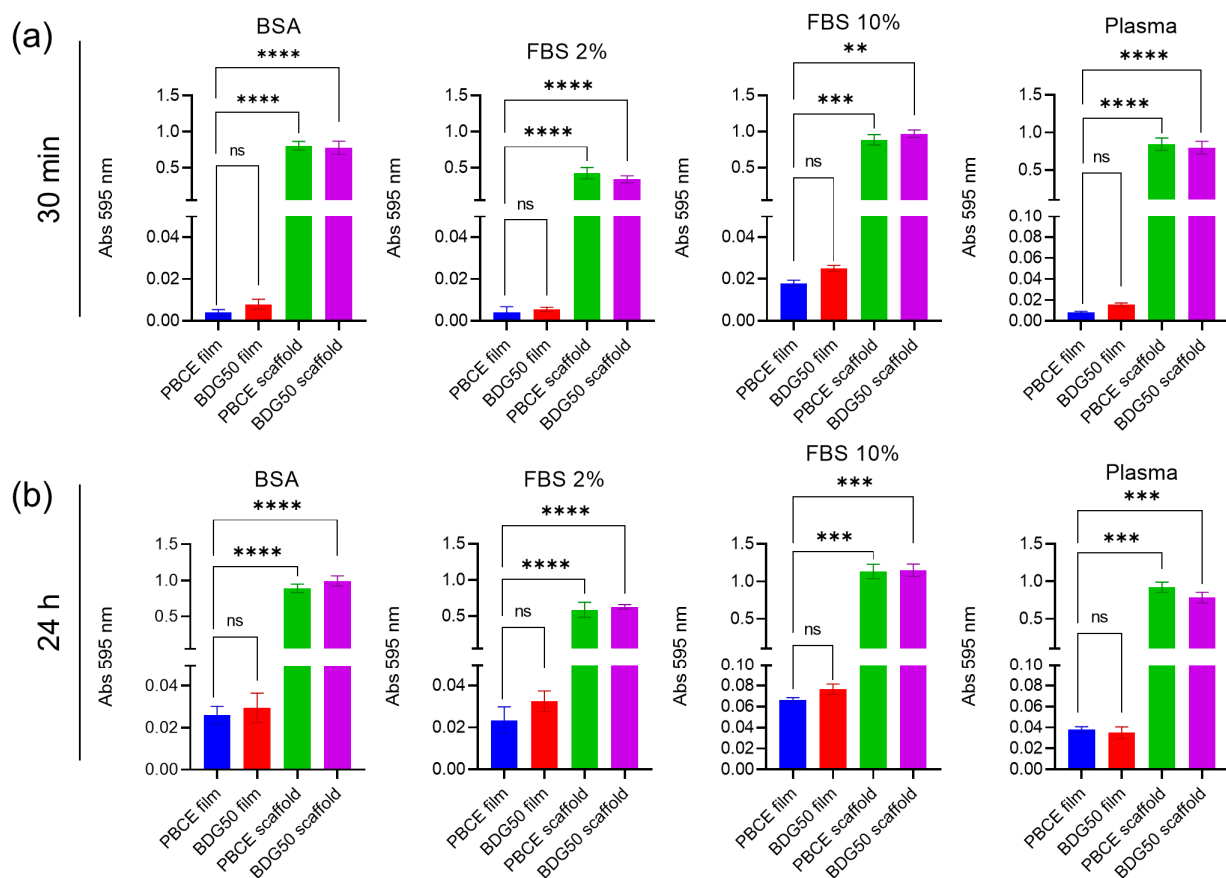 (a)
30 min
BSA
****
****
ns
Abs 595 nm
1.5
1.0
0.5
0.04
0.02
0.00
PBCE film
BDG50 film
PBCE scaffold
BDG50 scaffold
FBS 2%
****
****
ns
Abs 595 nm
1.5
1.0
0.5
0.04
0.02
0.00
PBCE film
BDG50 film
PBCE scaffold
BDG50 scaffold
FBS 10%
**
***
ns
Abs 595 nm
1.5
1.0
0.5
0.04
0.02
0.00
PBCE film
BDG50 film
PBCE scaffold
BDG50 scaffold
Plasma
****
****
ns
Abs 595 nm
1.5
1.0
0.5
0.10
0.08
0.06
0.04
0.02
0.00
PBCE film
BDG50 film
PBCE scaffold
BDG50 scaffold
(b)
24 h
BSA
****
****
ns
Abs 595 nm
1.5
1.0
0.5
0.04
0.02
0.00
PBCE film
BDG50 film
PBCE scaffold
BDG50 scaffold
FBS 2%
****
****
ns
Abs 595 nm
1.5
1.0
0.5
0.04
0.02
0.00
PBCE film
BDG50 film
PBCE scaffold
BDG50 scaffold
FBS 10%
***
***
ns
Abs 595 nm
1.5
1.0
0.5
0.10
0.08
0.06
0.04
0.02
0.00
PBCE film
BDG50 film
PBCE scaffold
BDG50 scaffold
Plasma
***
***
ns
Abs 595 nm
1.5
1.0
0.5
0.10
0.08
0.06
0.04
0.02
0.00
PBCE film
BDG50 film
PBCE scaffold
BDG50 scaffold